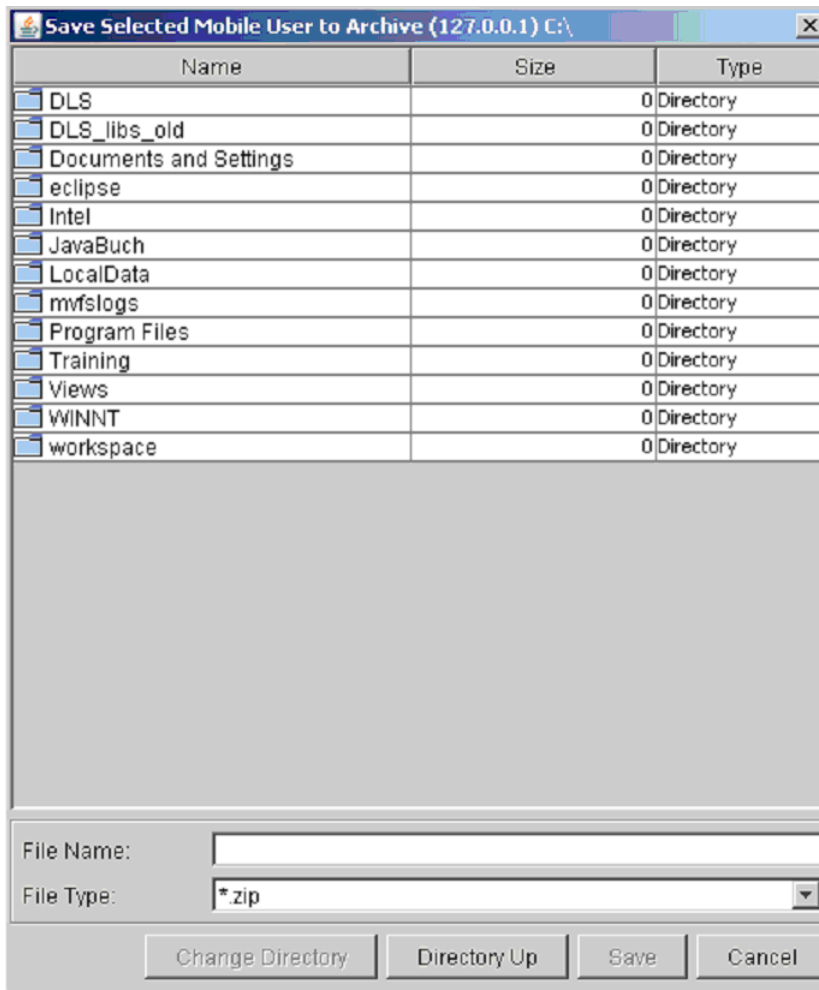 Save Selected Mobile User to Archive (127.0.0.1) C:\
Name Size Type
DLS 0 Directory
DLS_libs_old 0 Directory
Documents and Settings 0 Directory
eclipse 0 Directory
Intel 0 Directory
JavaBuch 0 Directory
LocalData 0 Directory
mvfslogs 0 Directory
Program Files 0 Directory
Training 0 Directory
Views 0 Directory
WINNT 0 Directory
workspace 0 Directory
File Name:
File Type: *.zip
Change Directory Directory Up Save Cancel